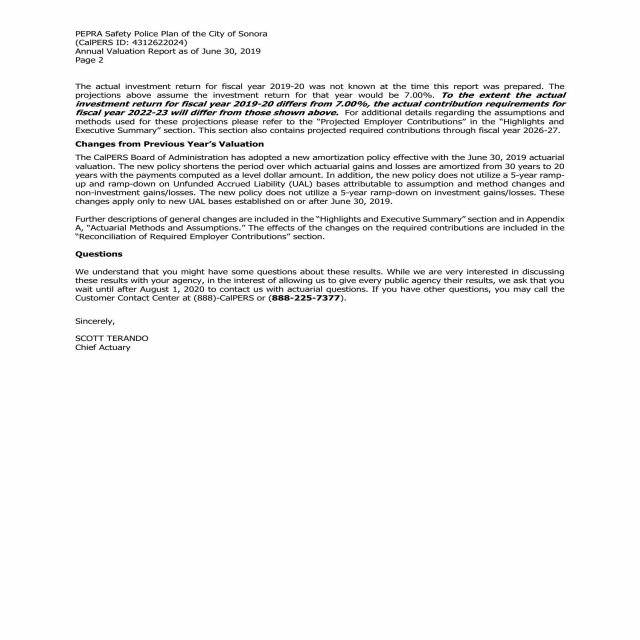 PEPRA Safety Police Plan of the City of Sonora
(CalPERS ID: 4312622024)
Annual Valuation Report as of June 30, 2019
Page 2
The actual investment return for fiscal year 2019-20 was not known at the time this report was prepared. The
projections above assume the investment return for that year would be 7.00%. To the extent the actual
investment return for fiscal year 2019-20 differs from 7.00%, the actual contribution requirements for
fiscal year 2022-23 will differ from those shown above. For additional details regarding the assumptions and
methods used for these projections please refer to the “Projected Employer Contributions” in the “Highlights and
Executive Summary” section. This section also contains projected required contributions through fiscal year 2026-27.
Changes from Previous Year’s Valuation
The CalPERS Board of Administration has adopted a new amortization policy effective with the June 30, 2019 actuarial
valuation. The new policy shortens the period over which actuarial gains and losses are amortized from 30 years to 20
years with the payments computed as a level dollar amount. In addition, the new policy does not utilize a 5-year ramp-
up and ramp-down on Unfunded Accrued Liability (UAL) bases attributable to assumption and method changes and
non-investment gains/losses. The new policy does not utilize a 5-year ramp-down on investment gains/losses. These
changes apply only to new UAL bases established on or after June 30, 2019.
Further descriptions of general changes are included in the “Highlights and Executive Summary” section and in Appendix
A, “Actuarial Methods and Assumptions.” The effects of the changes on the required contributions are included in the
“Reconciliation of Required Employer Contributions” section.
Questions
We understand that you might have some questions about these results. While we are very interested in discussing
these results with your agency, in the interest of allowing us to give every public agency their results, we ask that you
wait until after August 1, 2020 to contact us with actuarial questions. If you have other questions, you may call the
Customer Contact Center at (888)-CalPERS or (888-225-7377).
Sincerely,
SCOTT TERANDO
Chief Actuary